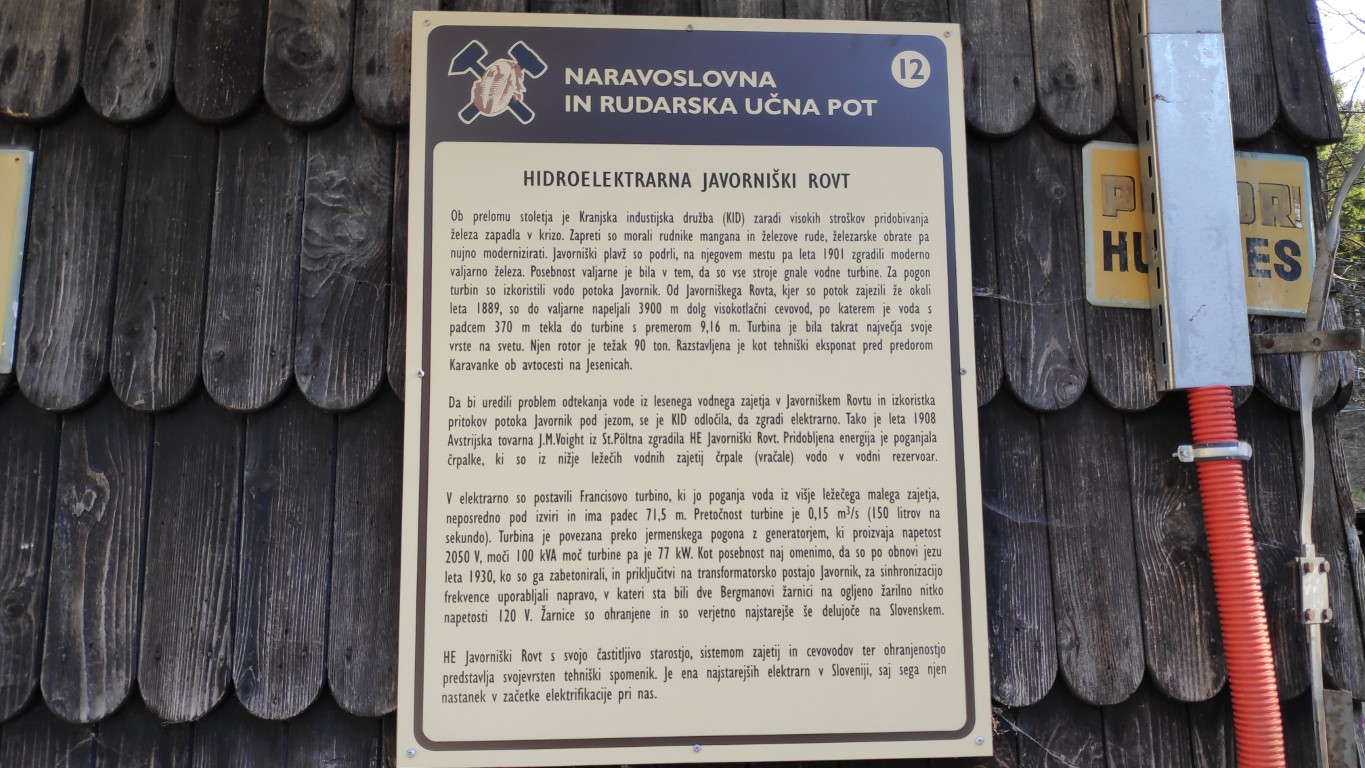 NARAVOSLOVNA
IN RUDARSKA UČNA POT
12
HIDROELEKTRARNA JAVORNIŠKI ROVT
Ob prelomu stoletja je Kranjska industijska družba (KID) zaradi visokih stroškov pridobivanja
železa zapadla v krizo. Zapreti so morali rudnike mangana in železove rude, železarske obrate pa
nujno modernizirati. Javorniški plavž so podrli, na njegovem mestu pa leta 1901 zgradili moderno
valjarno železa. Posebnost valjarne je bila v tem, da so vse stroje gnale vodne turbine. Za pogon
turbin so izkoristili vodo potoka Javornik. Od Javorniškega Rovta, kjer so potok zajezili že okoli
leta 1889, so do valjarne napeljali 3900 m dolg visokotlačni cevovod, po katerem je voda s
padcem 370 m tekla do turbine s premerom 9,16 m. Turbina je bila takrat največja svoje
vrste na svetu. Njen rotor je težak 90 ton. Razstavljena je kot tehniški eksponat pred predorom
Karavanke ob avtocesti na Jesenicah.
Da bi uredili problem odtekanja vode iz lesenega vodnega zajetja v Javorniškem Rovtu in izkoristka
pritokov potoka Javornik pod jezom, se je KID odločila, da zgradi elektrarno. Tako je leta 1908
Avstrijska tovarna J.M.Voight iz St.Pöltna zgradila HE Javorniški Rovt. Pridobljena energija je poganjala
črpalke, ki so iz nižje ležečih vodnih zajetij črpale (vračale) vodo v vodni rezervoar.
V elektrarno so postavili Francisovo turbino, ki jo poganja voda iz višje ležečega malega zajetja,
neposredno pod izviri in ima padec 71,5 m. Pretočnost turbine je 0,15 m³/s (150 litrov na
sekundo). Turbina je povezana preko jermenskega pogona z generatorjem, ki proizvaja napetost
2050 V, moči 100 kVA moč turbine pa je 77 kW. Kot posebnost naj omenimo, da so po obnovi jezu
leta 1930, ko so ga zabetonirali, in priključitvi na transformatorsko postajo Javornik, za sinhronizacijo
frekvence uporabljali napravo, v kateri sta bili dve Bergmanovi žarnici na ogljeno žarilno nitko
napetosti 120 V. Žarnice so ohranjene in so verjetno najstarejše še delujoče na Slovenskem.
HE Javorniški Rovt s svojo častitljivo starostjo, sistemom zajetij in cevovodov ter ohranjenostjo
predstavlja svojevrsten tehniški spomenik. Je ena najstarejših elektrarn v Sloveniji, saj sega njen
nastanek v začetke elektrifikacije pri nas.